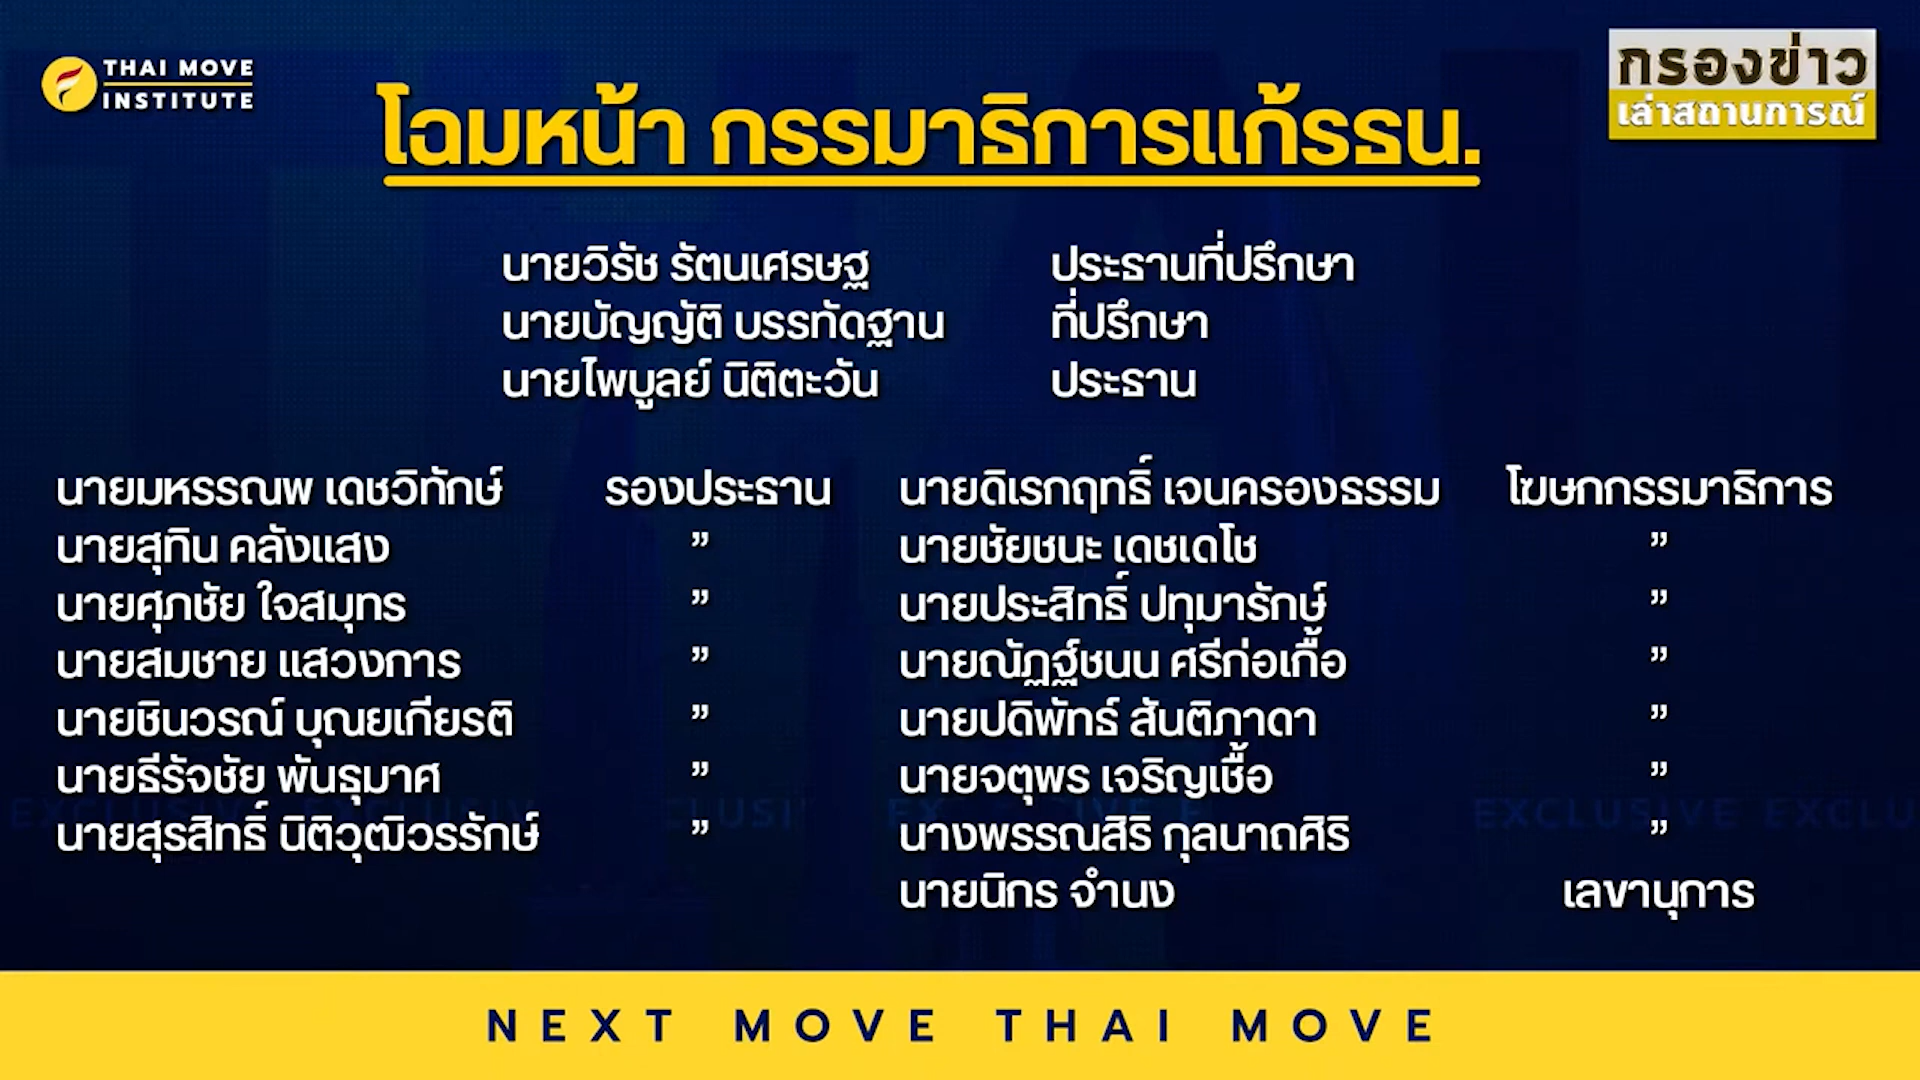 THAI MOVE
INSTITUTE
กรองข่าว
เล่าสถานการณ์
โฉมหน้า กรรมาธิการแก้รธน.
นายวิรัช รัตนเศรษฐ ประธานที่ปรึกษา
นายบัญญัติ บรรทัดฐาน ที่ปรึกษา
นายไพบูลย์ นิติตะวัน ประธาน
นายมหรรณพ เดชวิทักษ์ รองประธาน
นายสุทิน คลังแสง ”
นายศุภชัย ใจสมุทร ”
นายสมชาย แสวงการ ”
นายชินวรณ์ บุณยเกียรติ ”
นายธีรัจชัย พันธุมาศ ”
นายสุรสิทธิ์ นิติวุฒิวรรักษ์ ”
นายดิเรกฤทธิ์ เจนครองธรรม โฆษกกรรมาธิการ
นายชัยชนะ เดชเดโช ”
นายประสิทธิ์ ปทุมารักษ์ ”
นายณัฏฐ์ชนน ศรีก่อเกื้อ ”
นายปดิพัทธ์ สันติภาดา ”
นายจตุพร เจริญเชื้อ ”
นางพรรณสิริ กุลนาถศิริ ”
นายนิกร จำนง เลขานุการ
EXCLUSIVE EXCLU
NEXT MOVE THAI MOVE